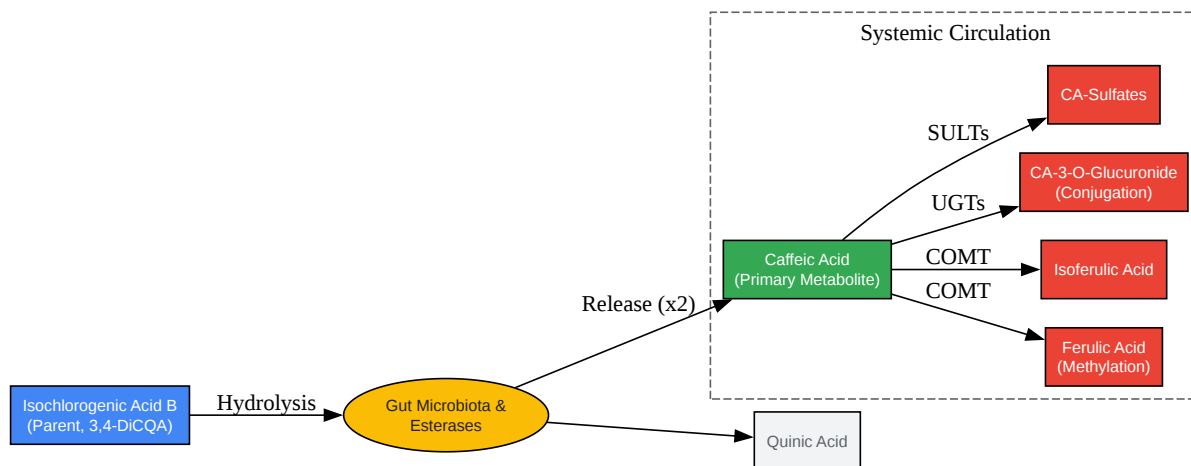 Systemic Circulation
CA-Sulfates
SULTs
CA-3-O-Glucuronide
(Conjugation)
UGTs
Caffeic Acid
(Primary Metabolite)
COMT
Isoferulic Acid
COMT
Release (x2)
Ferulic Acid
(Methylation)
Isochlorogenic Acid B
(Parent, 3,4-DiCQA)
Hydrolysis
Gut Microbiota &
Esterases
Quinic Acid